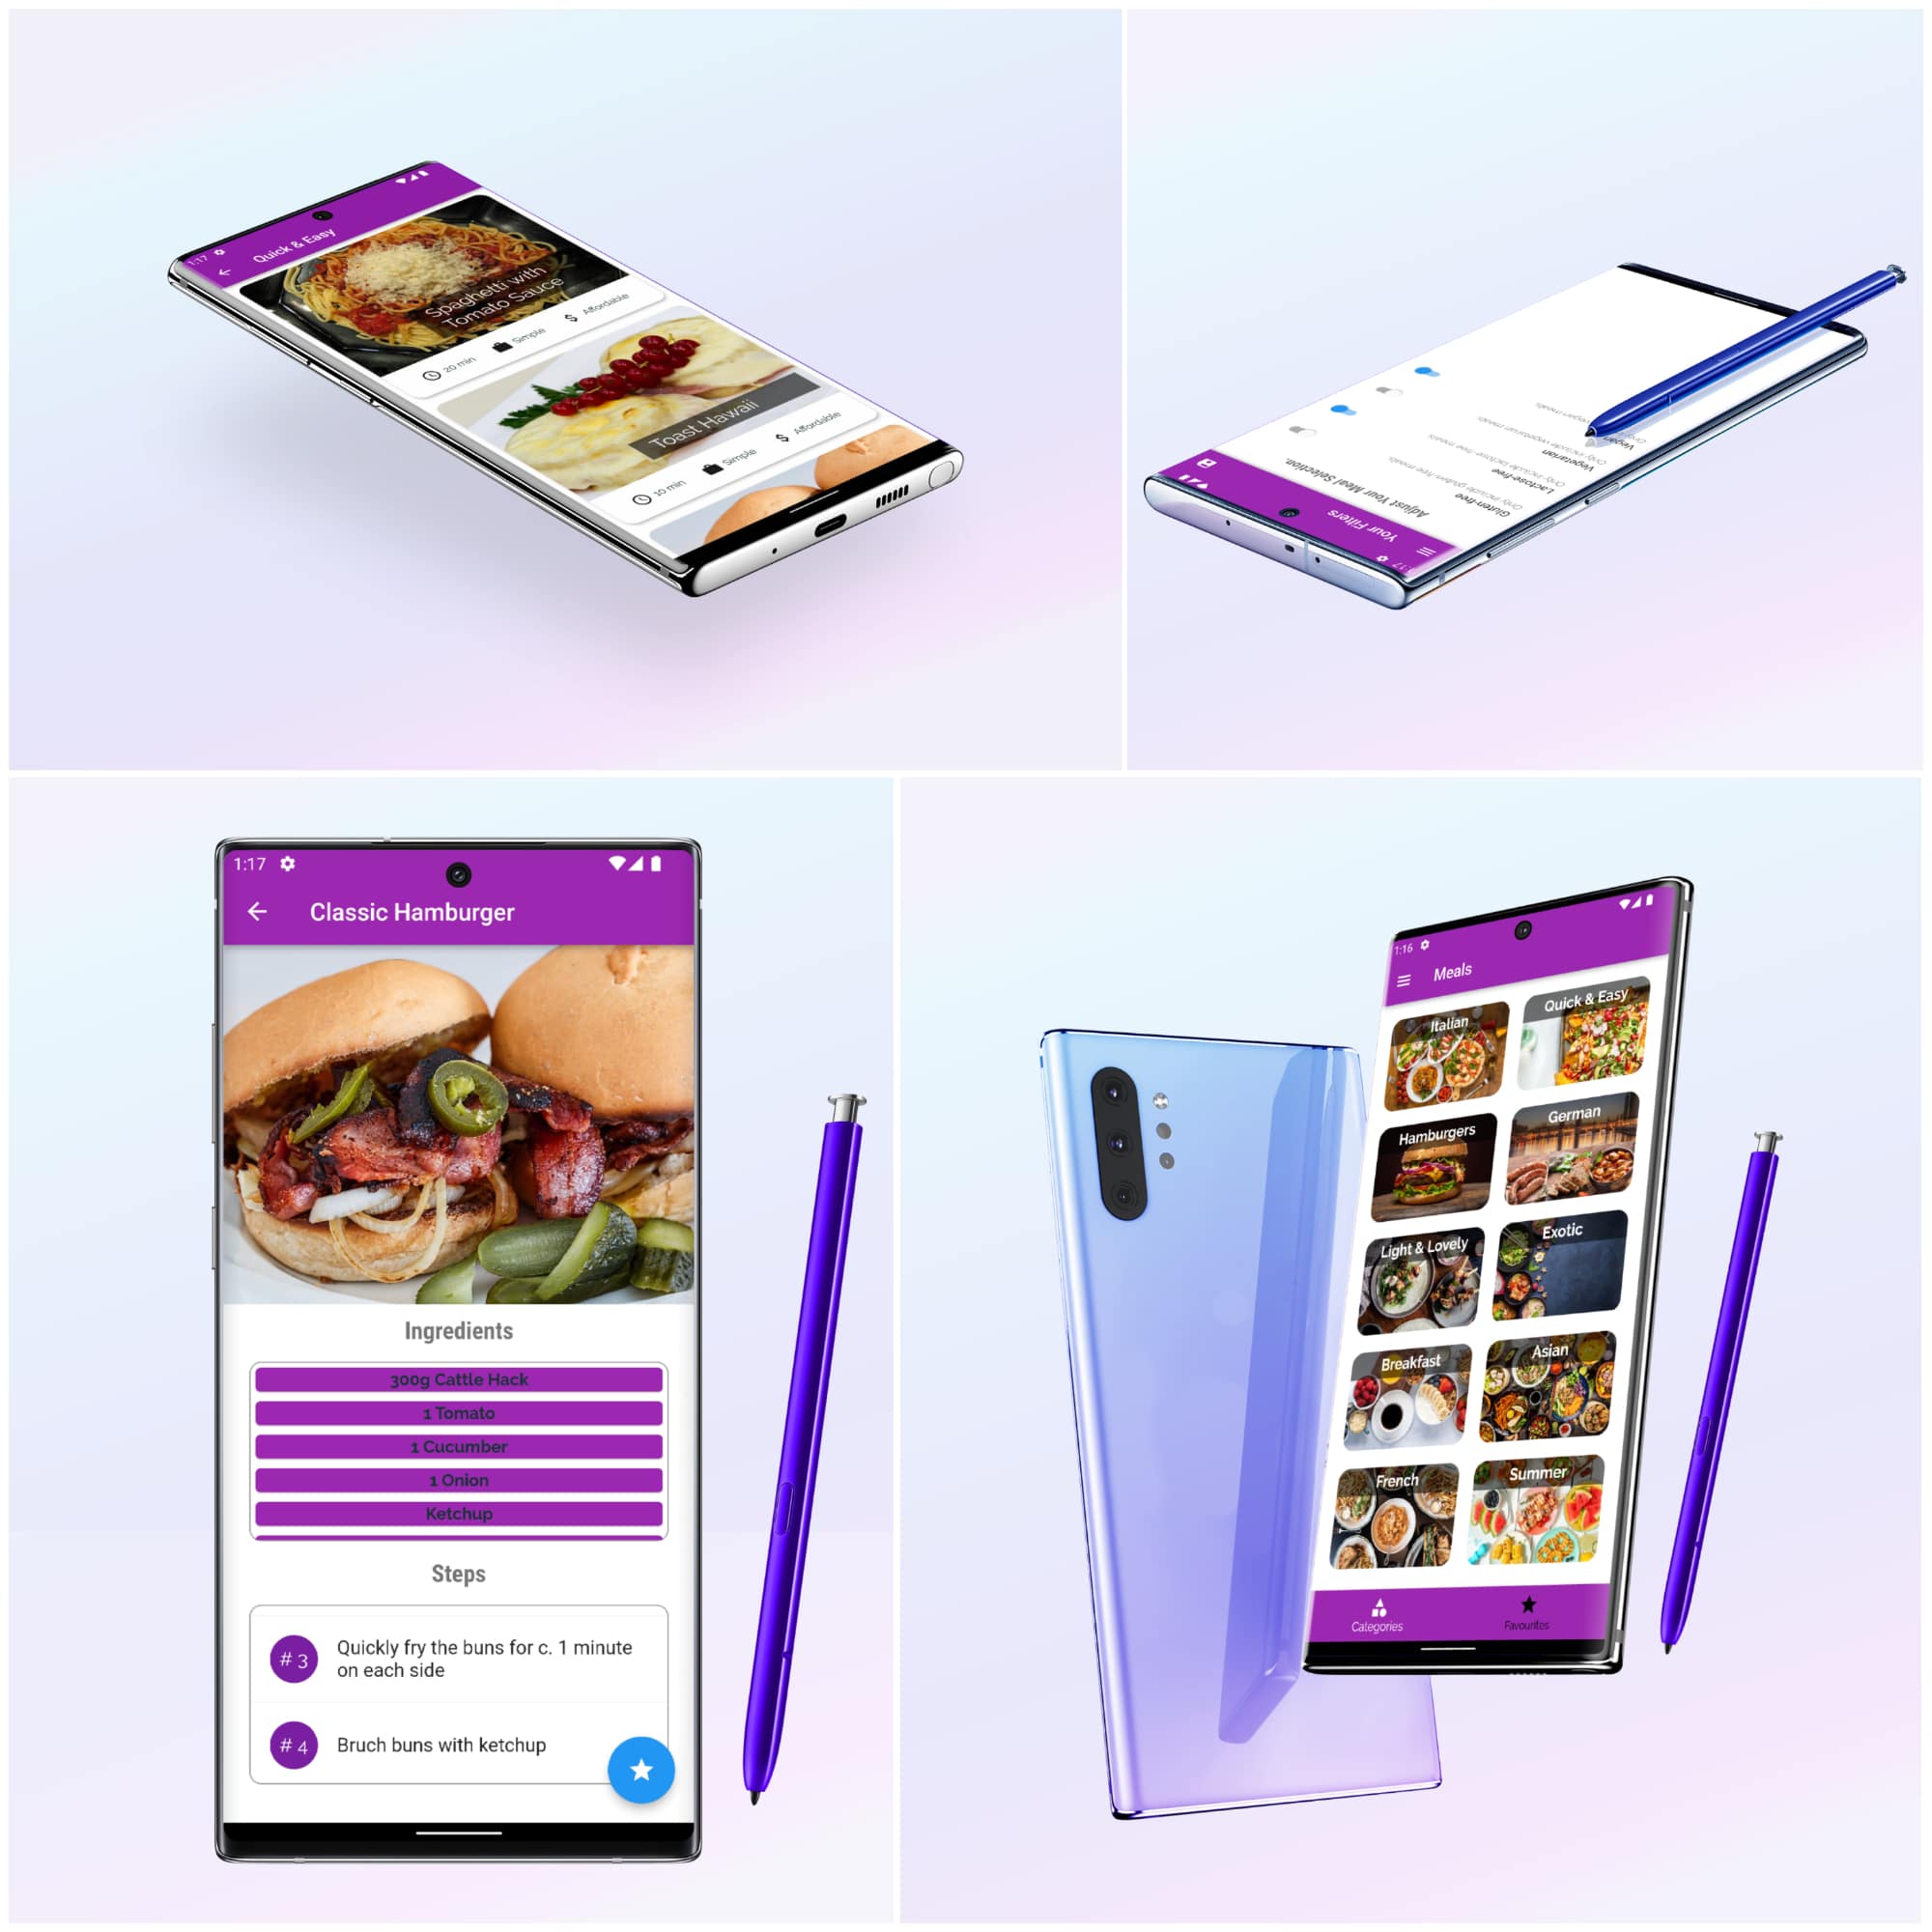 1:17
Quick & Easy
Spaghetti with
Tomato Sauce
20 min
Simple
Affordable
Toast Hawaii
10 min
Simple
Affordable
1:17
Your Filters
Adjust Your Meal Selection.
Gluten-free
Only include gluten-free meals.
Lactose-free
Only include lactose-free meals.
Vegetarian
Only include vegetarian meals.
Vegan
vegan meals.
1:17
Classic Hamburger
Ingredients
300g Cattle Hack
1 Tomato
1 Cucumber
1 Onion
Ketchup
Steps
# 3
Quickly fry the buns for c. 1 minute
on each side
# 4
Bruch buns with ketchup
1:16
Meals
Italian
Quick & Easy
Hamburgers
German
Light & Lovely
Exotic
Breakfast
Asian
French
Summer
Categories
Favourites